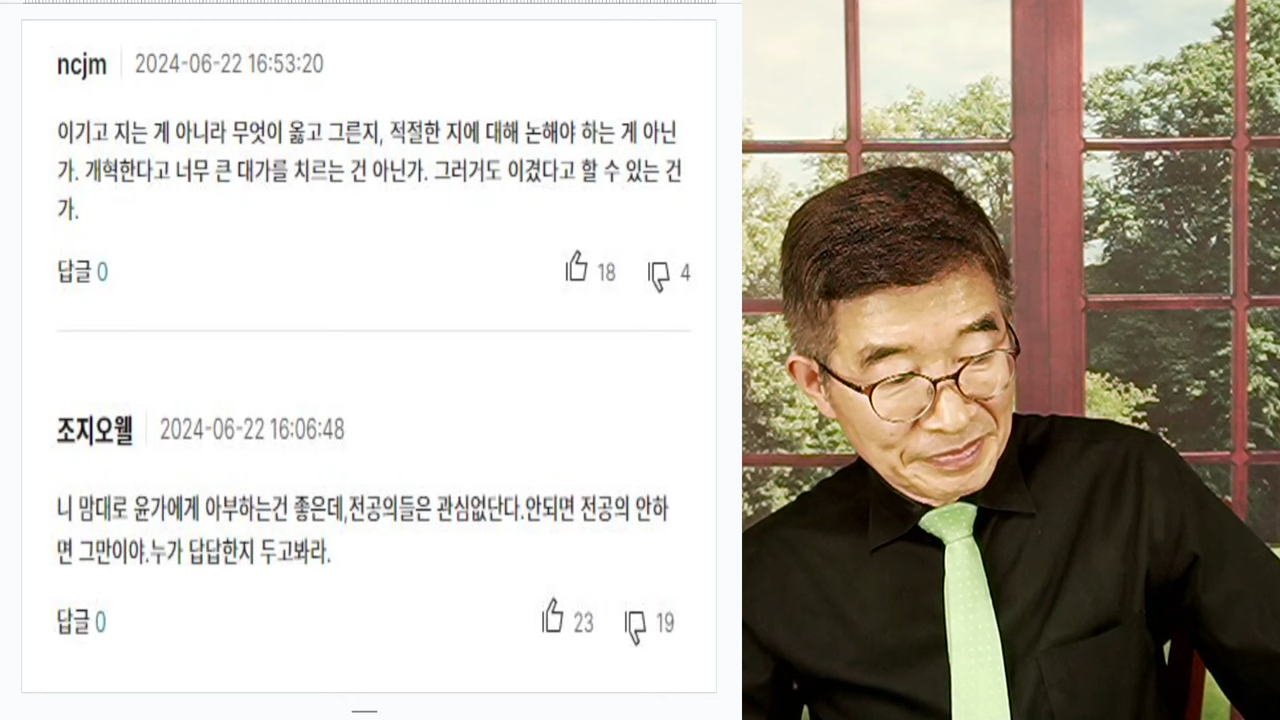 ncjm 2024-06-22 16:53:20
이기고 지는 게 아니라 무엇이 옳고 그른지, 적절한 지에 대해 논해야 하는 게 아닌
가. 개혁한다고 너무 큰 대가를 치르는 건 아닌가. 그러거도 이겼다고 할 수 있는 건
가.
답글 0 18 4
조지오웰 2024-06-22 16:06:48
니 맘대로 윤가에게 아부하는건 좋은데,전공의들은 관심없단다.안되면 전공의 안하
면 그만이야.누가 답답한지 두고봐라.
답글 0 23 19